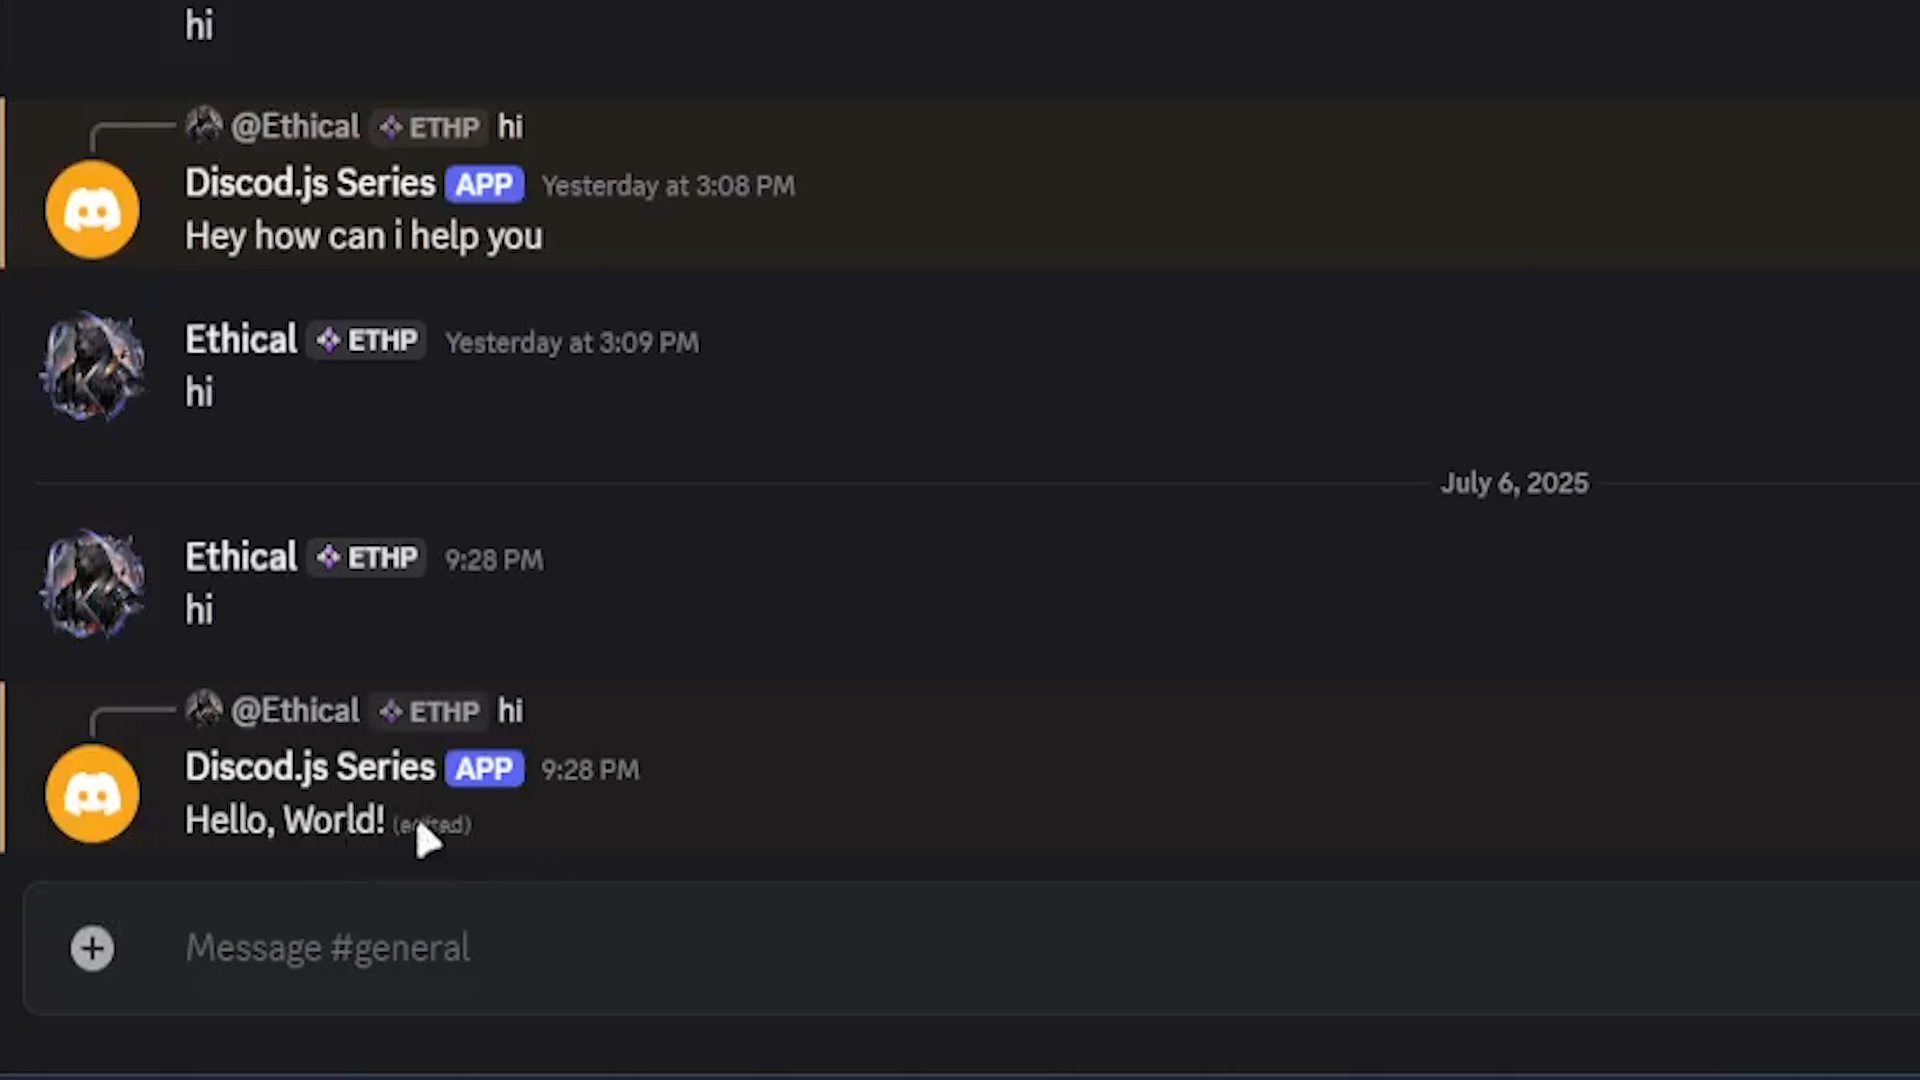 hi
@Ethical ETHP hi
Discod.js Series APP Yesterday at 3:08 PM
Hey how can i help you
Ethical ETHP Yesterday at 3:09 PM
hi
July 6, 2025
Ethical ETHP 9:28 PM
hi
@Ethical ETHP hi
Discod.js Series APP 9:28 PM
Hello, World! (edited)
Message #general